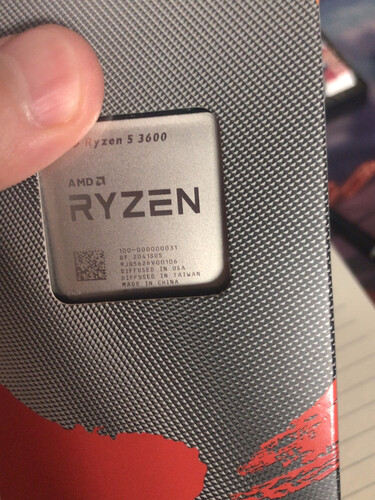 Ryzen 5 3600
AMD
RYZEN
100-000000031
BF 2041SUS
9JB5626V00106
DIFFUSED IN USA
DIFFUSED IN TAIWAN
MADE IN CHINA